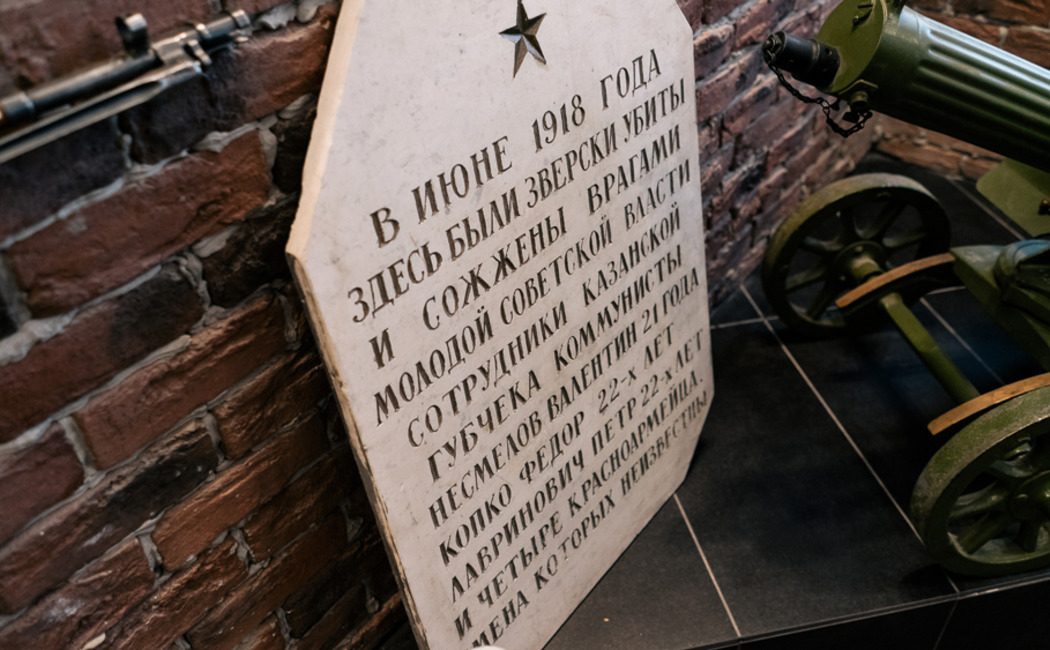 В ИЮНЕ 1918 ГОДА
ЗДЕСЬ БЫЛИ ЗВЕРСКИ УБИТЫ
И СОЖЖЕНЫ ВРАГАМИ
МОЛОДОЙ СОВЕТСКОЙ ВЛАСТИ
СОТРУДНИКИ КАЗАНСКОЙ
ГУБЧЕКА КОММУНИСТЫ
НЕСМЕЛОВ ВАЛЕНТИН 21 ГОДА
КОПКО ФЕДОР 22-х ЛЕТ
ЛАВРИНОВИЧ ПЕТР 22-х ЛЕТ
И ЧЕТЫРЕ КРАСНОАРМЕЙЦА.
ИМЕНА КОТОРЫХ НЕИЗВЕСТНЫ